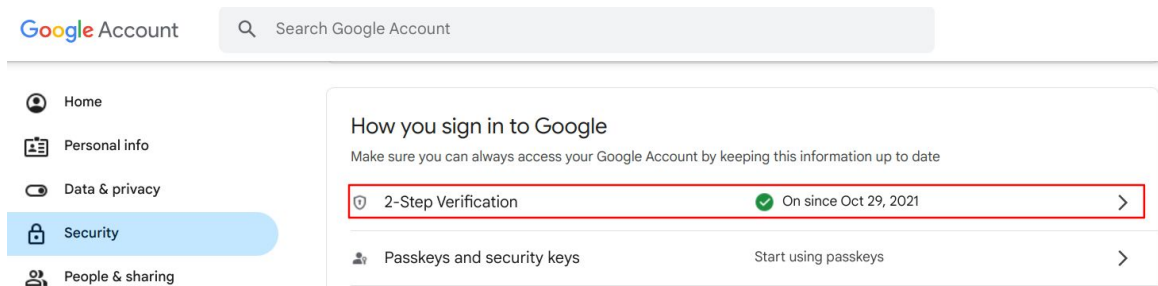 Google Account
Search Google Account
Home
Personal info
Data & privacy
Security
People & sharing
How you sign in to Google
Make sure you can always access your Google Account by keeping this information up to date
2-Step Verification
On since Oct 29, 2021
Passkeys and security keys
Start using passkeys